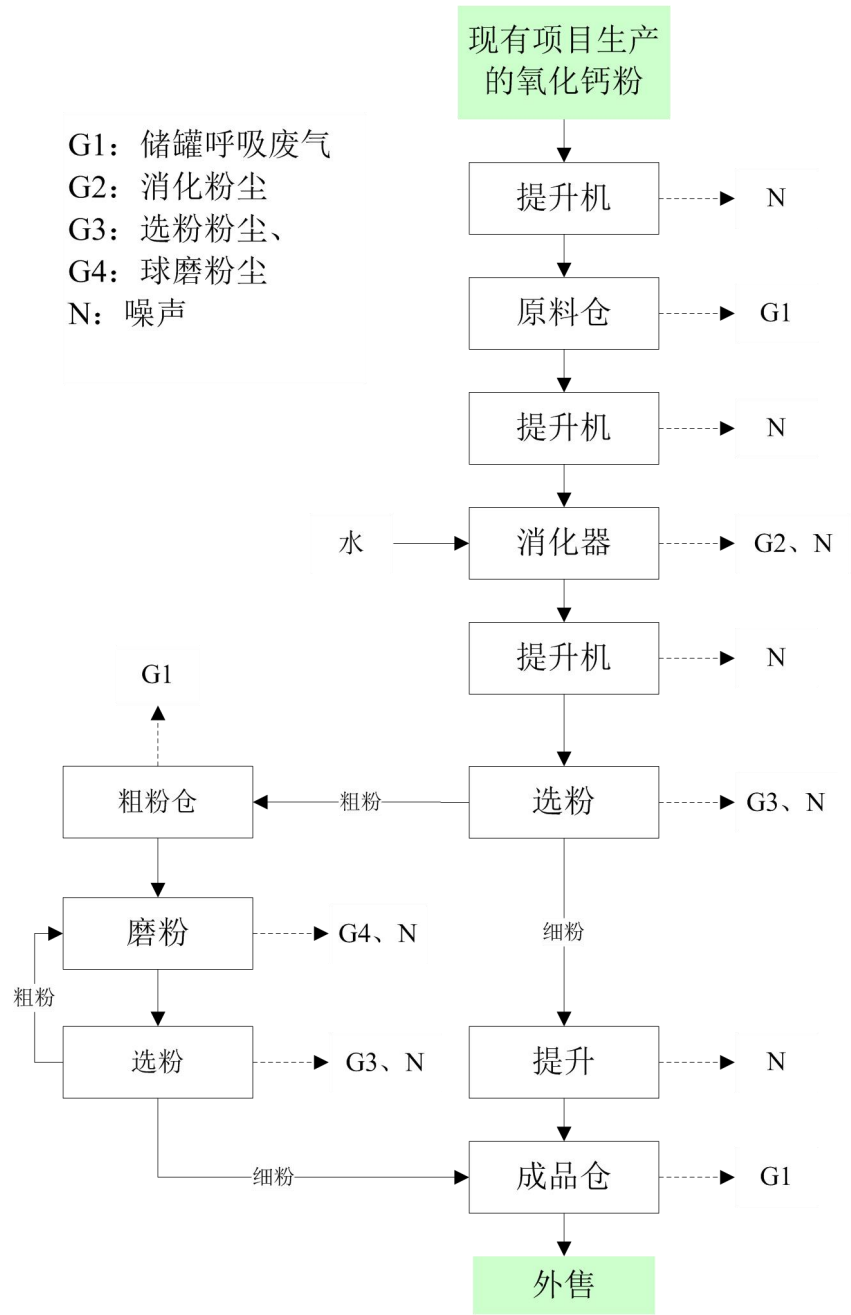 现有项目生产
的氧化钙粉
G1：储罐呼吸废气
G2：消化粉尘
G3：选粉粉尘、
G4：球磨粉尘
N：噪声
提升机
N
原料仓
G1
提升机
N
水
消化器
G2、N
提升机
N
G1
粗粉仓
粗粉
选粉
G3、N
磨粉
G4、N
细粉
粗粉
选粉
G3、N
提升
N
细粉
成品仓
G1
外售